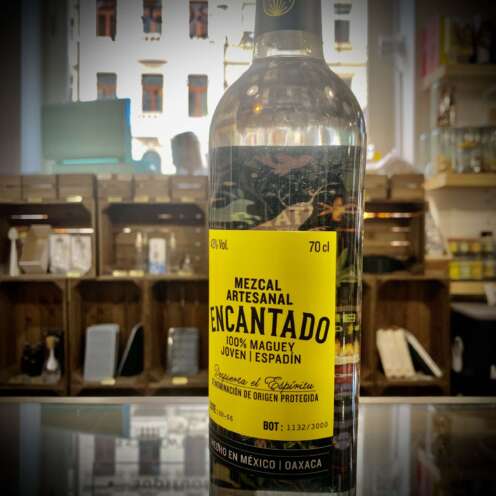 % Vol. 70 cl
MEZCAL
ARTESANAL
ENCANTADO
100% MAGUEY
JOVEN | ESPADÍN
Despierta el Espíritu
DENOMINACIÓN DE ORIGEN PROTEGIDA
BOT: 1132/3000
HECHO EN MÉXICO | OAXACA